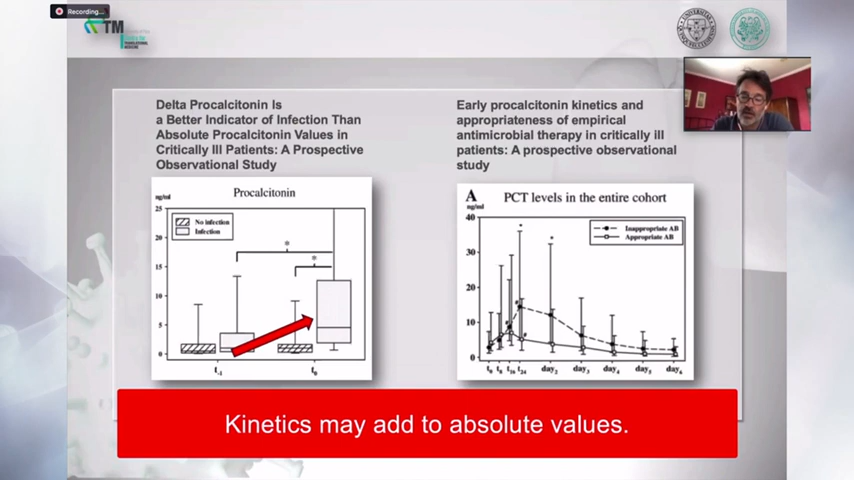 Recording...
TM
Delta Procalcitonin Is
a Better Indicator of Infection Than
Absolute Procalcitonin Values in
Critically Ill Patients: A Prospective
Observational Study
Early procalcitonin kinetics and
appropriateness of empirical
antimicrobial therapy in critically ill
patients: A prospective observational
study
Procalcitonin
ng/ml
25
20
15
10
5
0
No infection
Infection
*
*
t-1
t0
A
PCT levels in the entire cohort
ng/ml
40
30
20
10
0
Inappropriate AB
Appropriate AB
*
*
#
#
#
t0 t8 t16 t24 day2 day3 day4 day5 day6
Kinetics may add to absolute values.